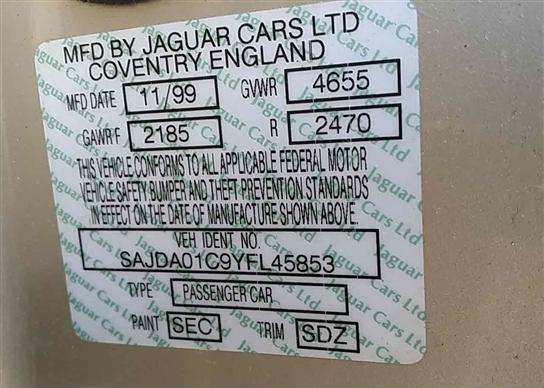 MFD BY JAGUAR CARS LTD
COVENTRY ENGLAND
MFD DATE 11/99 GVWR 4655
GAWR F 2185 R 2470
THIS VEHICLE CONFORMS TO ALL APPLICABLE FEDERAL MOTOR
VEHICLE SAFETY BUMPER AND THEFT PREVENTION STANDARDS
IN EFFECT ON THE DATE OF MANUFACTURE SHOWN ABOVE.
VEH IDENT. NO.
SAJDA01C9YFL45853
TYPE PASSENGER CAR
PAINT SEC TRIM SDZ